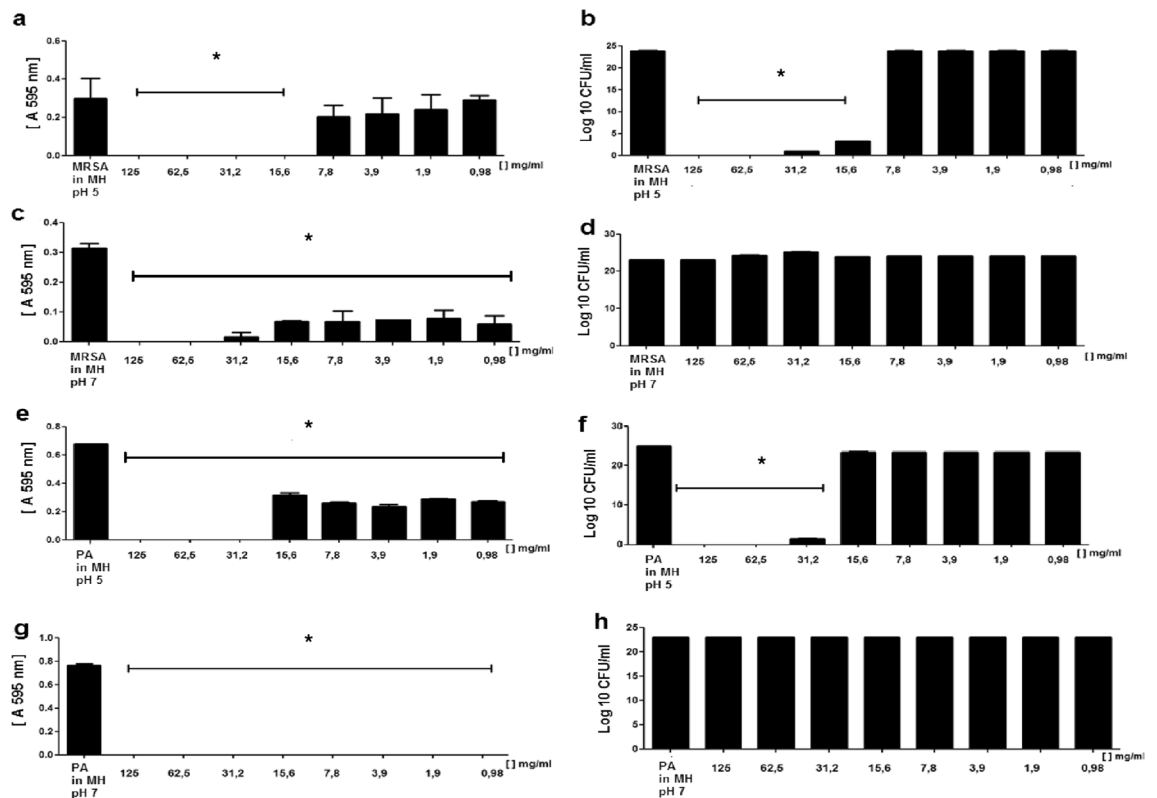 a
[ A 595 nm]
0.6
0.4
0.2
0.0
*
MRSA
in MH
pH 5
125 62,5 31,2 15,6 7,8 3,9 1,9 0,98
[ ] mg/ml
b
Log 10 CFU/ml
25
20
15
10
5
0
*
MRSA
in MH
pH 5
125 62,5 31,2 15,6 7,8 3,9 1,9 0,98
[ ] mg/ml
c
[ A 595 nm]
0.4
0.3
0.2
0.1
0.0
*
MRSA
in MH
pH 7
125 62,5 31,2 15,6 7,8 3,9 1,9 0,98
[ ] mg/ml
d
Log 10 CFU/ml
30
20
10
0
MRSA
in MH
pH 7
125 62,5 31,2 15,6 7,8 3,9 1,9 0,98
[ ] mg/ml
e
[ A 595 nm]
0.8
0.6
0.4
0.2
0.0
*
PA
in MH
pH 5
125 62,5 31,2 15,6 7,8 3,9 1,9 0,98
[ ] mg/ml
f
Log 10 CFU/ml
30
20
10
0
*
PA
in MH
pH 5
125 62,5 31,2 15,6 7,8 3,9 1,9 0,98
[ ] mg/ml
g
[ A 595 nm]
1.0
0.8
0.6
0.4
0.2
0.0
*
PA
in MH
pH 7
125 62,5 31,2 15,6 7,8 3,9 1,9 0,98
[ ] mg/ml
h
Log 10 CFU/ml
25
20
15
10
5
0
PA
in MH
pH 7
125 62,5 31,2 15,6 7,8 3,9 1,9 0,98
[ ] mg/ml